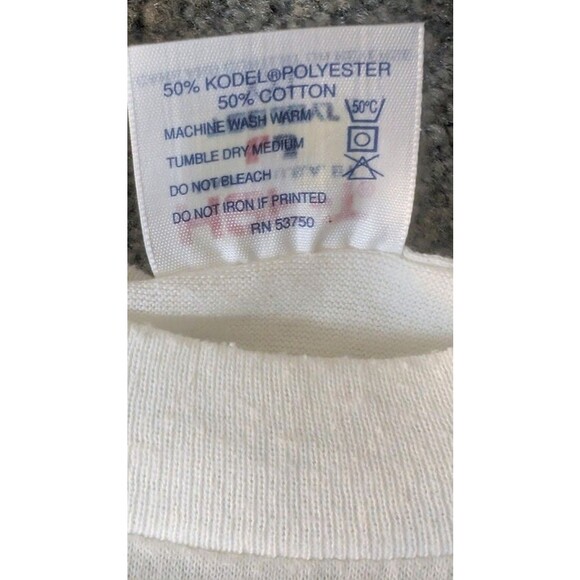 50% KODEL®POLYESTER
50% COTTON
MACHINE WASH WARM 50°C
TUMBLE DRY MEDIUM
DO NOT BLEACH
DO NOT IRON IF PRINTED
RN 53750